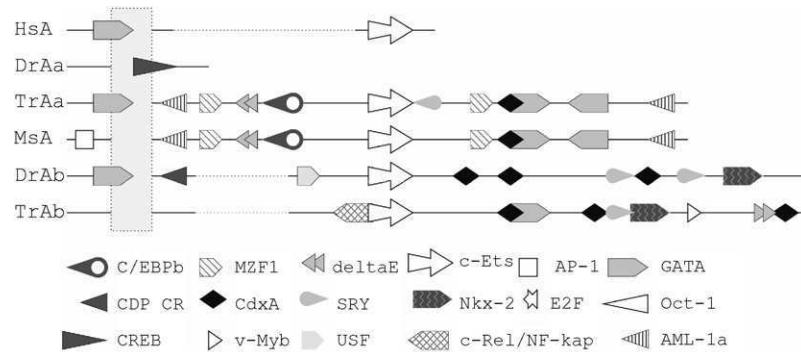 HsA
DrAa
TrAa
MsA
DrAb
TrAb
C/EBPb MZF1 deltaE c-Ets AP-1 GATA
CDP CR CdxA SRY Nkx-2 E2F Oct-1
CREB v-Myb USF c-Rel/NF-kap AML-1a